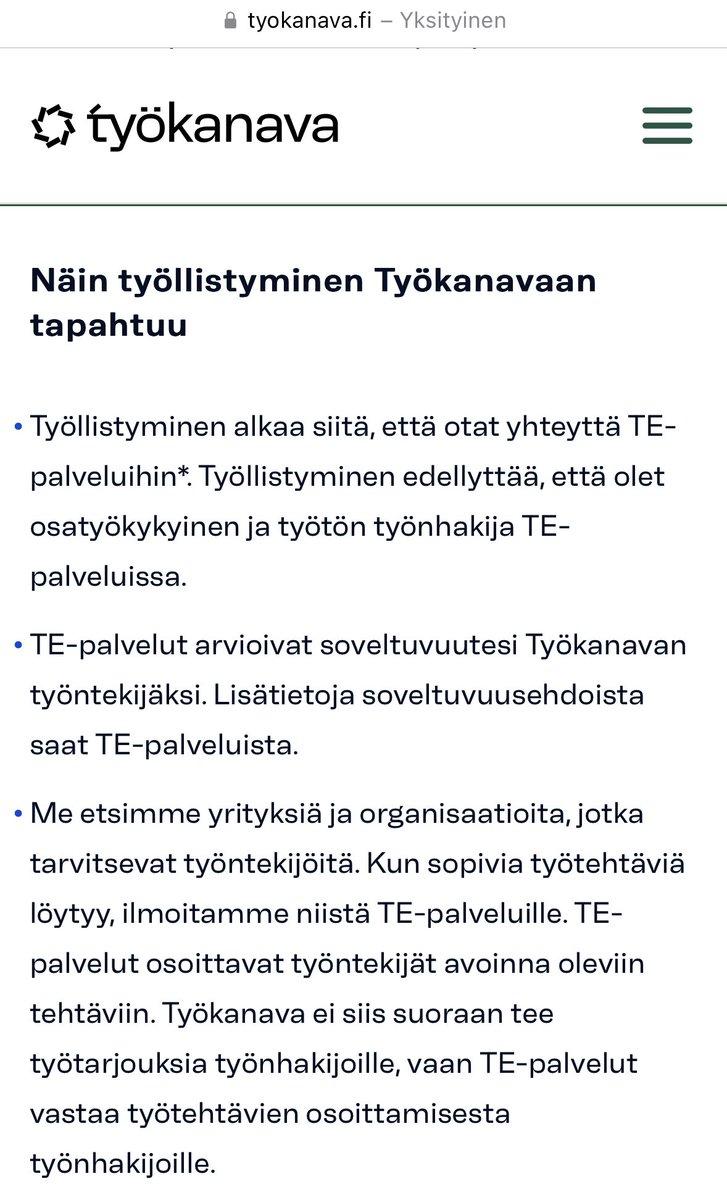 tyokanava.fi – Yksityinen
työkanava
Näin työllistyminen Työkanavaan
tapahtuu
• Työllistyminen alkaa siitä, että otat yhteyttä TE-
palveluihin*. Työllistyminen edellyttää, että olet
osatyökykyinen ja työtön työnhakija TE-
palveluissa.
• TE-palvelut arvioivat soveltuvuutesi Työkanavan
työntekijäksi. Lisätietoja soveltuvuusehdoista
saat TE-palveluista.
• Me etsimme yrityksiä ja organisaatioita, jotka
tarvitsevat työntekijöitä. Kun sopivia työtehtäviä
löytyy, ilmoitamme niistä TE-palveluille. TE-
palvelut osoittavat työntekijät avoinna oleviin
tehtäviin. Työkanava ei siis suoraan tee
työtarjouksia työnhakijoille, vaan TE-palvelut
vastaa työtehtävien osoittamisesta
työnhakijoille.